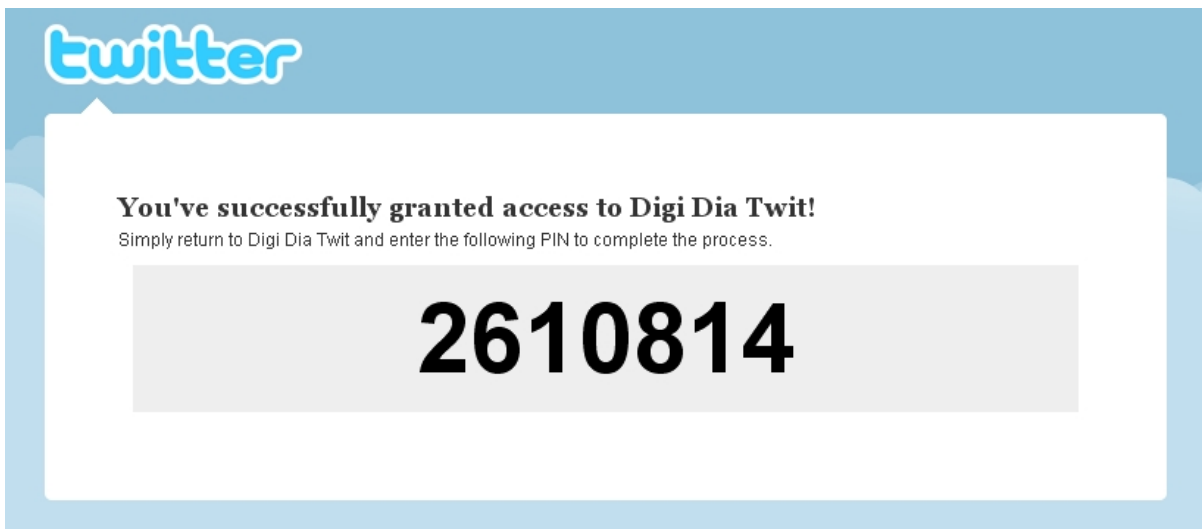 twitter
You've successfully granted access to Digi Dia Twit!
Simply return to Digi Dia Twit and enter the following PIN to complete the process.
2610814